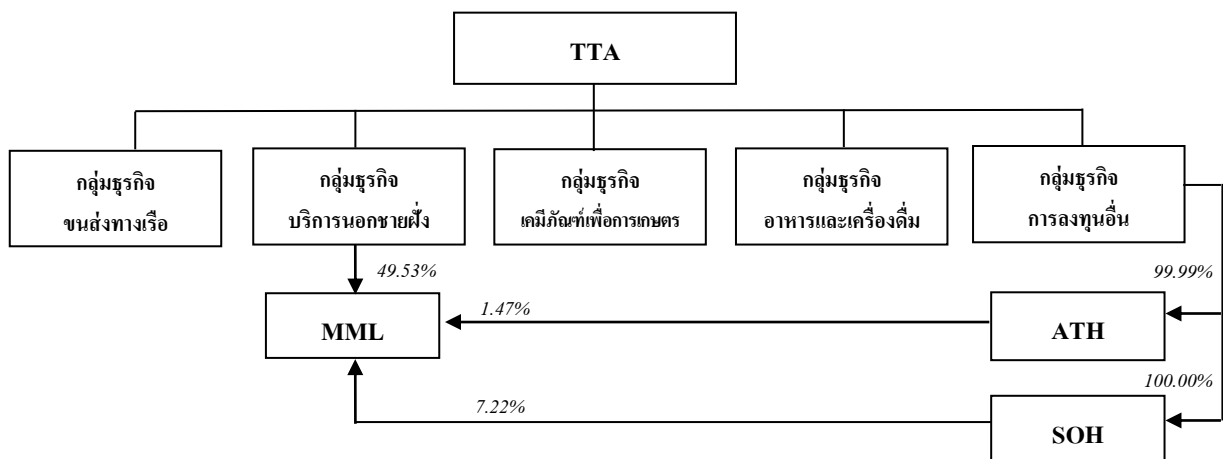 TTA
กลุ่มธุรกิจ
ขนส่งทางเรือ
กลุ่มธุรกิจ
บริการนอกชายฝั่ง
กลุ่มธุรกิจ
เคมีภัณฑ์เพื่อการเกษตร
กลุ่มธุรกิจ
อาหารและเครื่องดื่ม
กลุ่มธุรกิจ
การลงทุนอื่น
49.53%
99.99%
MML
1.47%
ATH
100.00%
7.22%
SOH